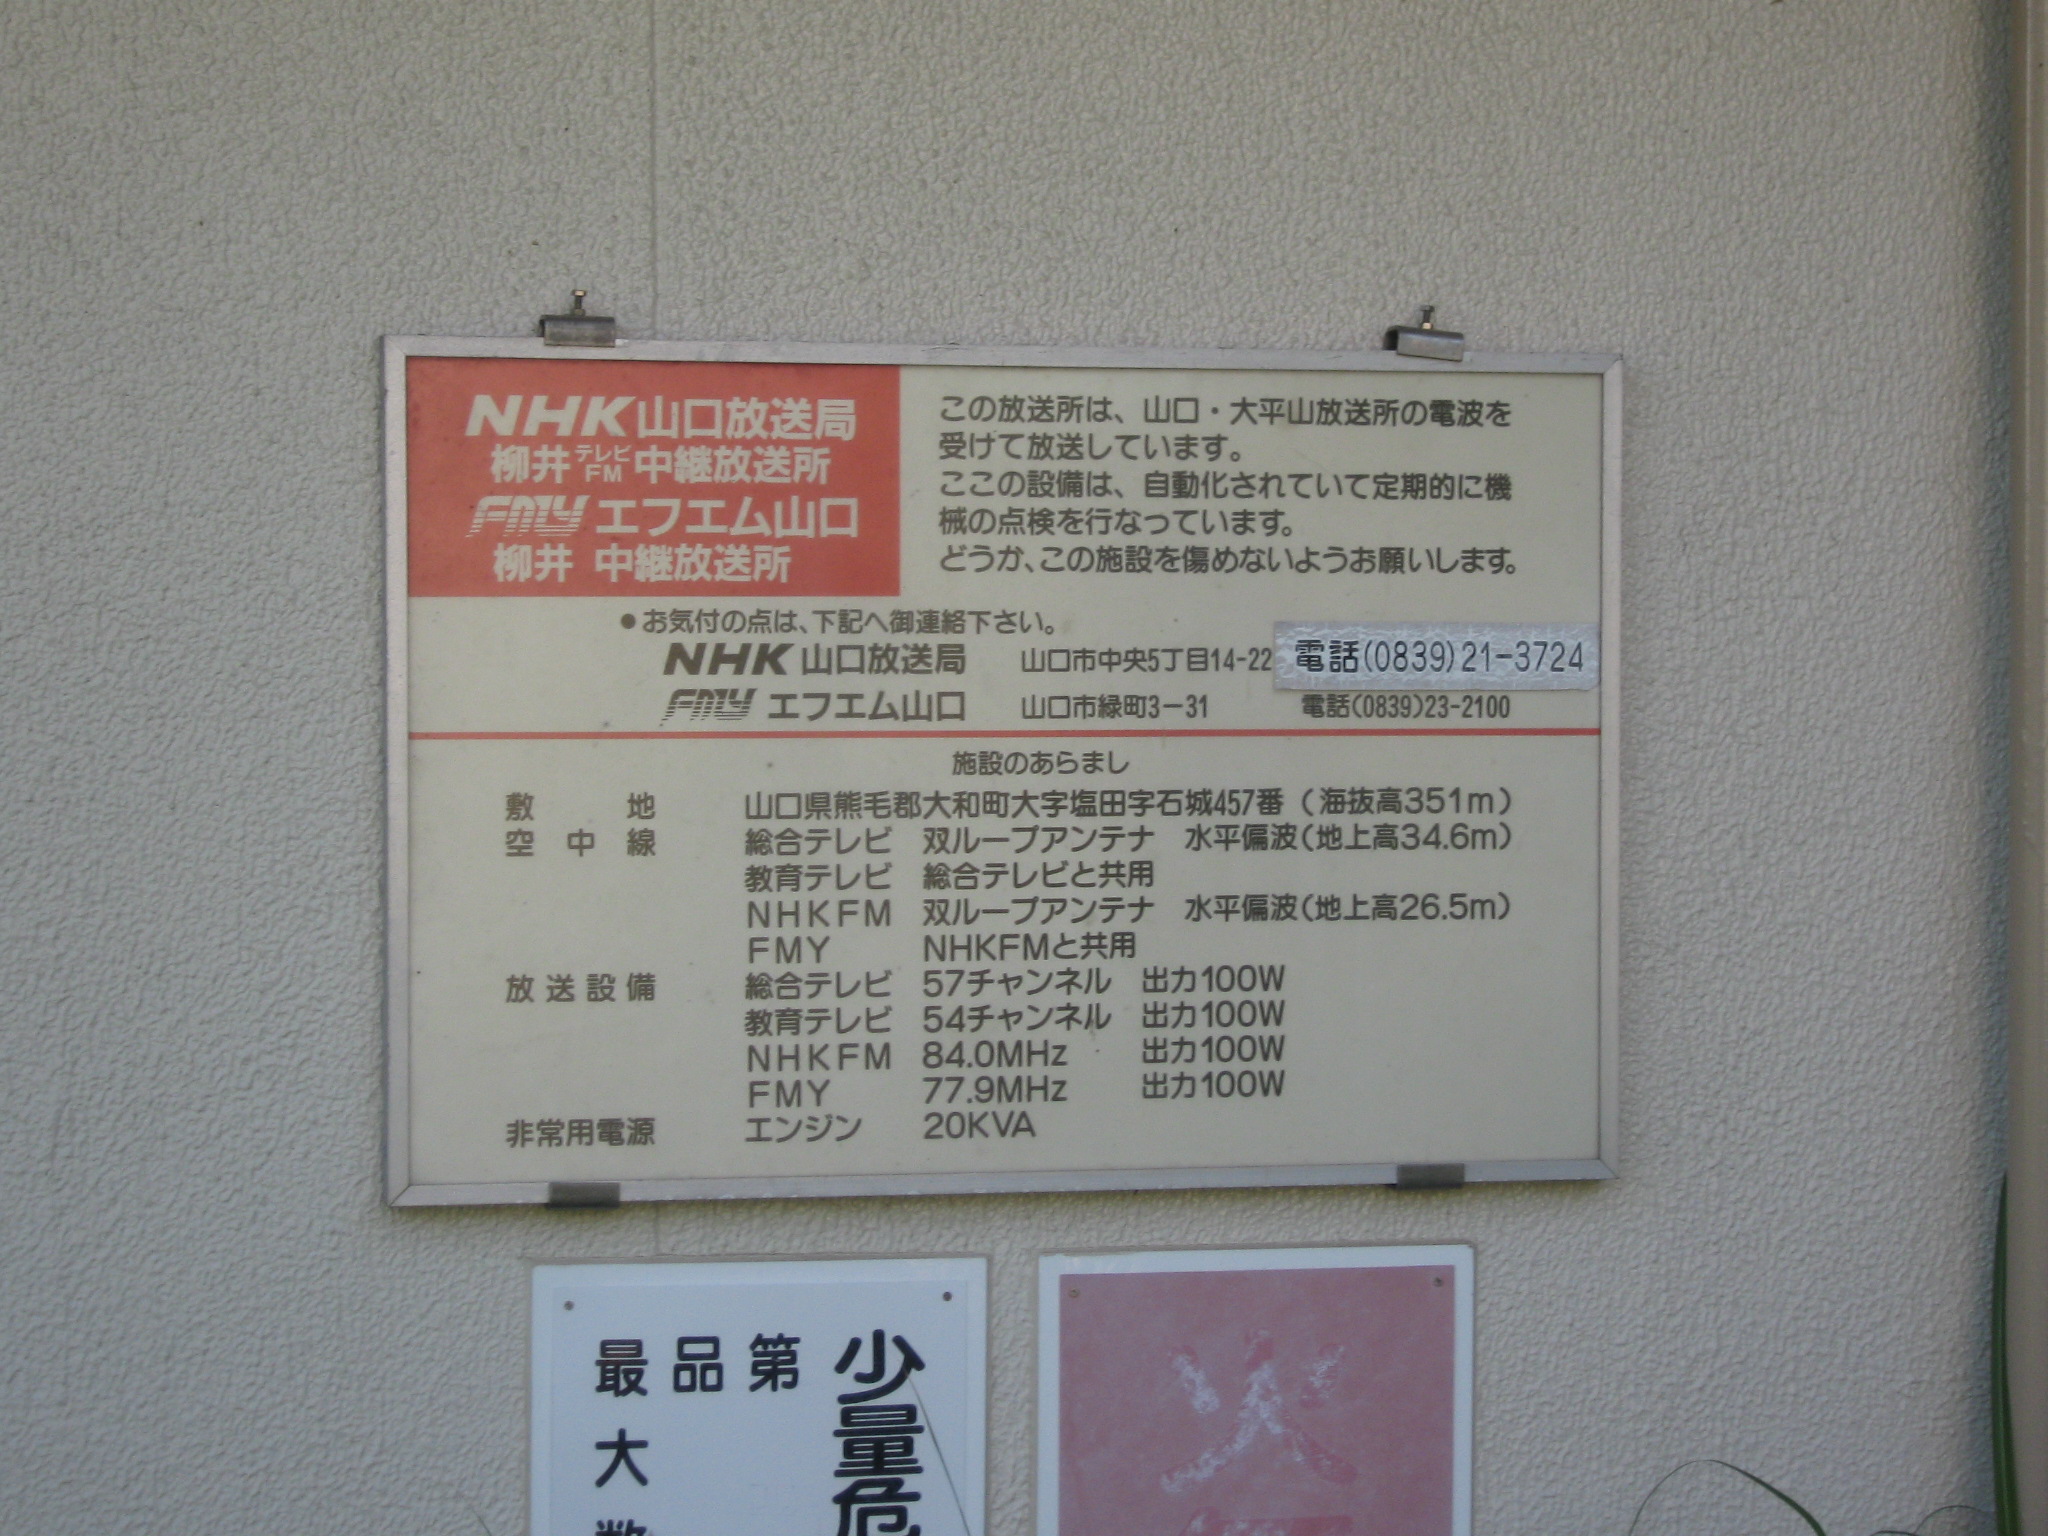 NHK山口放送局
柳井テレビFM中継放送所
FMYエフエム山口
柳井 中継放送所
この放送所は、山口・大平山放送所の電波を
受けて放送しています。
ここの設備は、自動化されていて定期的に機
械の点検を行なっています。
どうか、この施設を傷めないようお願いします。
●お気付の点は、下記へ御連絡下さい。
NHK山口放送局 山口市中央5丁目14-22 電話(0839)21-3724
FMYエフエム山口 山口市緑町3-31 電話(0839)23-2100
施設のあらまし
敷地 山口県熊毛郡大和町大字塩田字石城457番(海抜高351m)
空中線 総合テレビ 双ループアンテナ 水平偏波(地上高34.6m)
教育テレビ 総合テレビと共用
NHKFM 双ループアンテナ 水平偏波(地上高26.5m)
FMY NHKFMと共用
放送設備 総合テレビ 57チャンネル 出力100W
教育テレビ 54チャンネル 出力100W
NHKFM 84.0MHz 出力100W
FMY 77.9MHz 出力100W
非常用電源 エンジン 20KVA
少量危
第
品
最大数
火